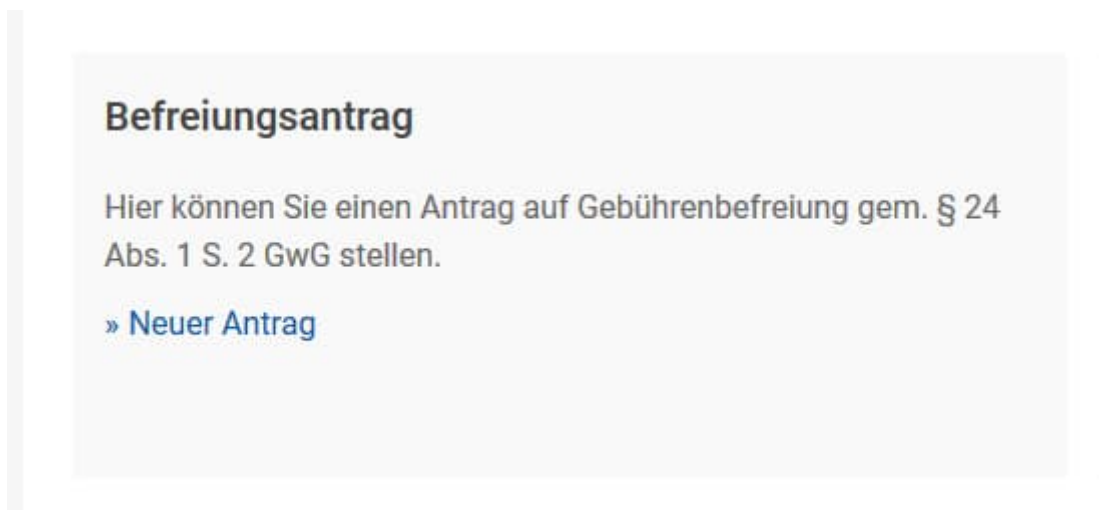 Befreiungsantrag
Hier können Sie einen Antrag auf Gebührenbefreiung gem. § 24
Abs. 1 S. 2 GwG stellen.
» Neuer Antrag